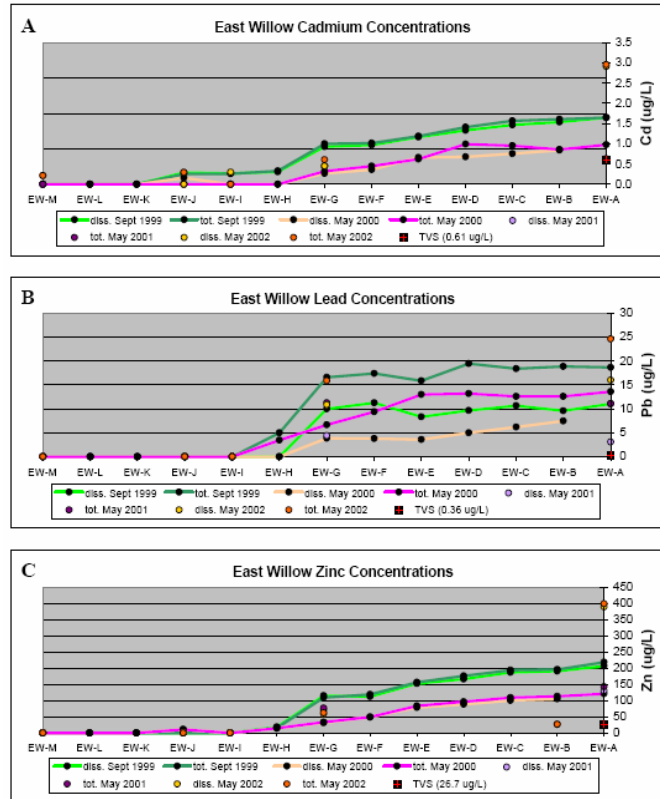 A
East Willow Cadmium Concentrations
3.5
3.0
2.5
2.0
1.5
1.0
0.5
0.0
Cd (ug/L)
EW-M EW-L EW-K EW-J EW-I EW-H EW-G EW-F EW-E EW-D EW-C EW-B EW-A
diss. Sept 1999 tot. Sept 1999 diss. May 2000 tot. May 2000 diss. May 2001
tot. May 2001 diss. May 2002 tot. May 2002 TVS (0.61 ug/L)
B
East Willow Lead Concentrations
30
25
20
15
10
5
0
Pb (ug/L)
EW-M EW-L EW-K EW-J EW-I EW-H EW-G EW-F EW-E EW-D EW-C EW-B EW-A
diss. Sept 1999 tot. Sept 1999 diss. May 2000 tot. May 2000 diss. May 2001
tot. May 2001 diss. May 2002 tot. May 2002 TVS (0.36 ug/L)
C
East Willow Zinc Concentrations
450
400
350
300
250
200
150
100
50
0
Zn (ug/L)
EW-M EW-L EW-K EW-J EW-I EW-H EW-G EW-F EW-E EW-D EW-C EW-B EW-A
diss. Sept 1999 tot. Sept 1999 diss. May 2000 tot. May 2000 diss. May 2001
tot. May 2001 diss. May 2002 tot. May 2002 TVS (26.7 ug/L)